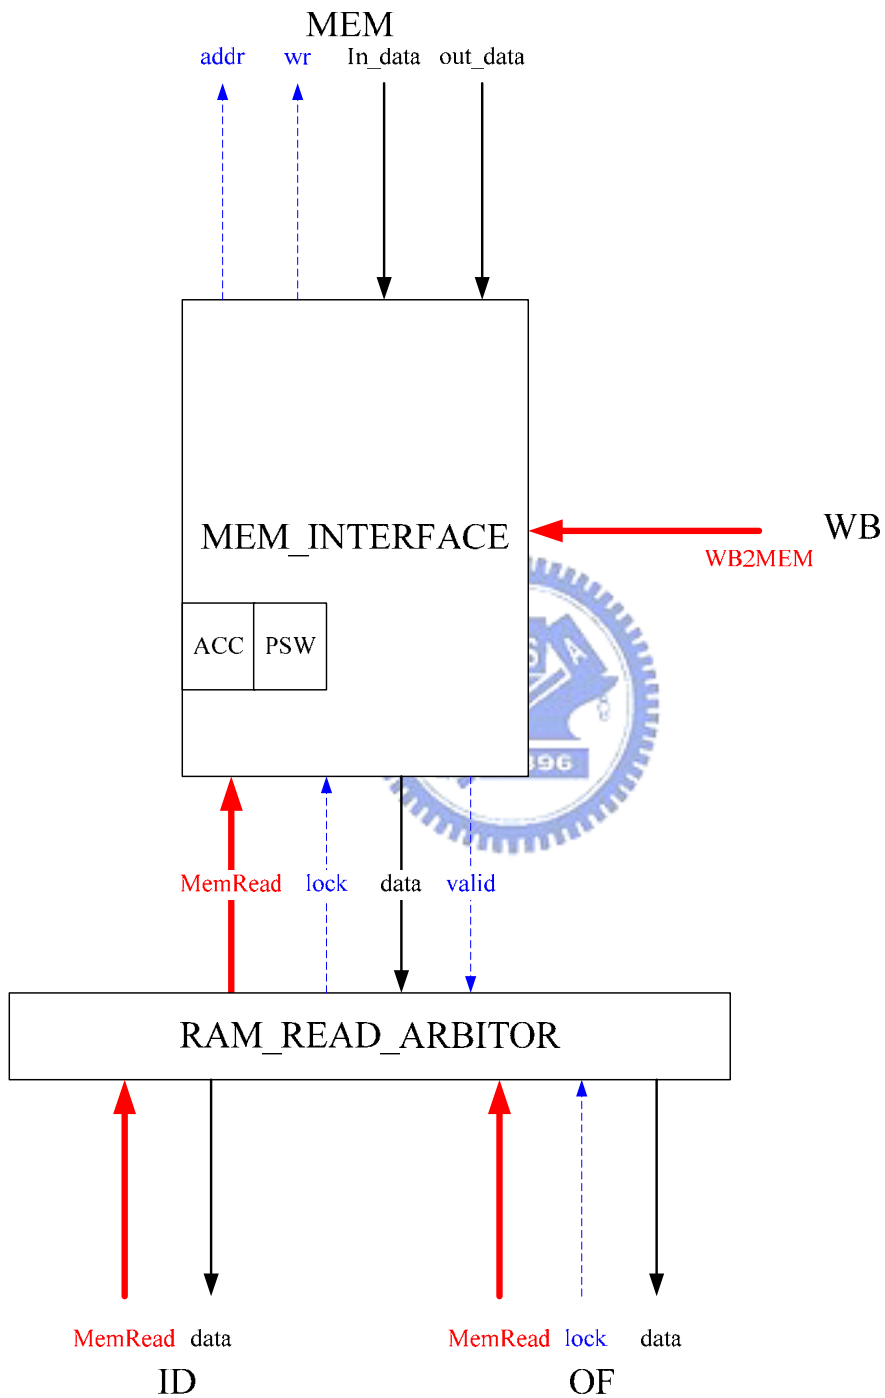 MEM
addr wr In_data out_data
MEM_INTERFACE
WB
WB2MEM
ACC PSW
A
896
MemRead lock data valid
RAM_READ_ARBITOR
MemRead data MemRead lock data
ID OF